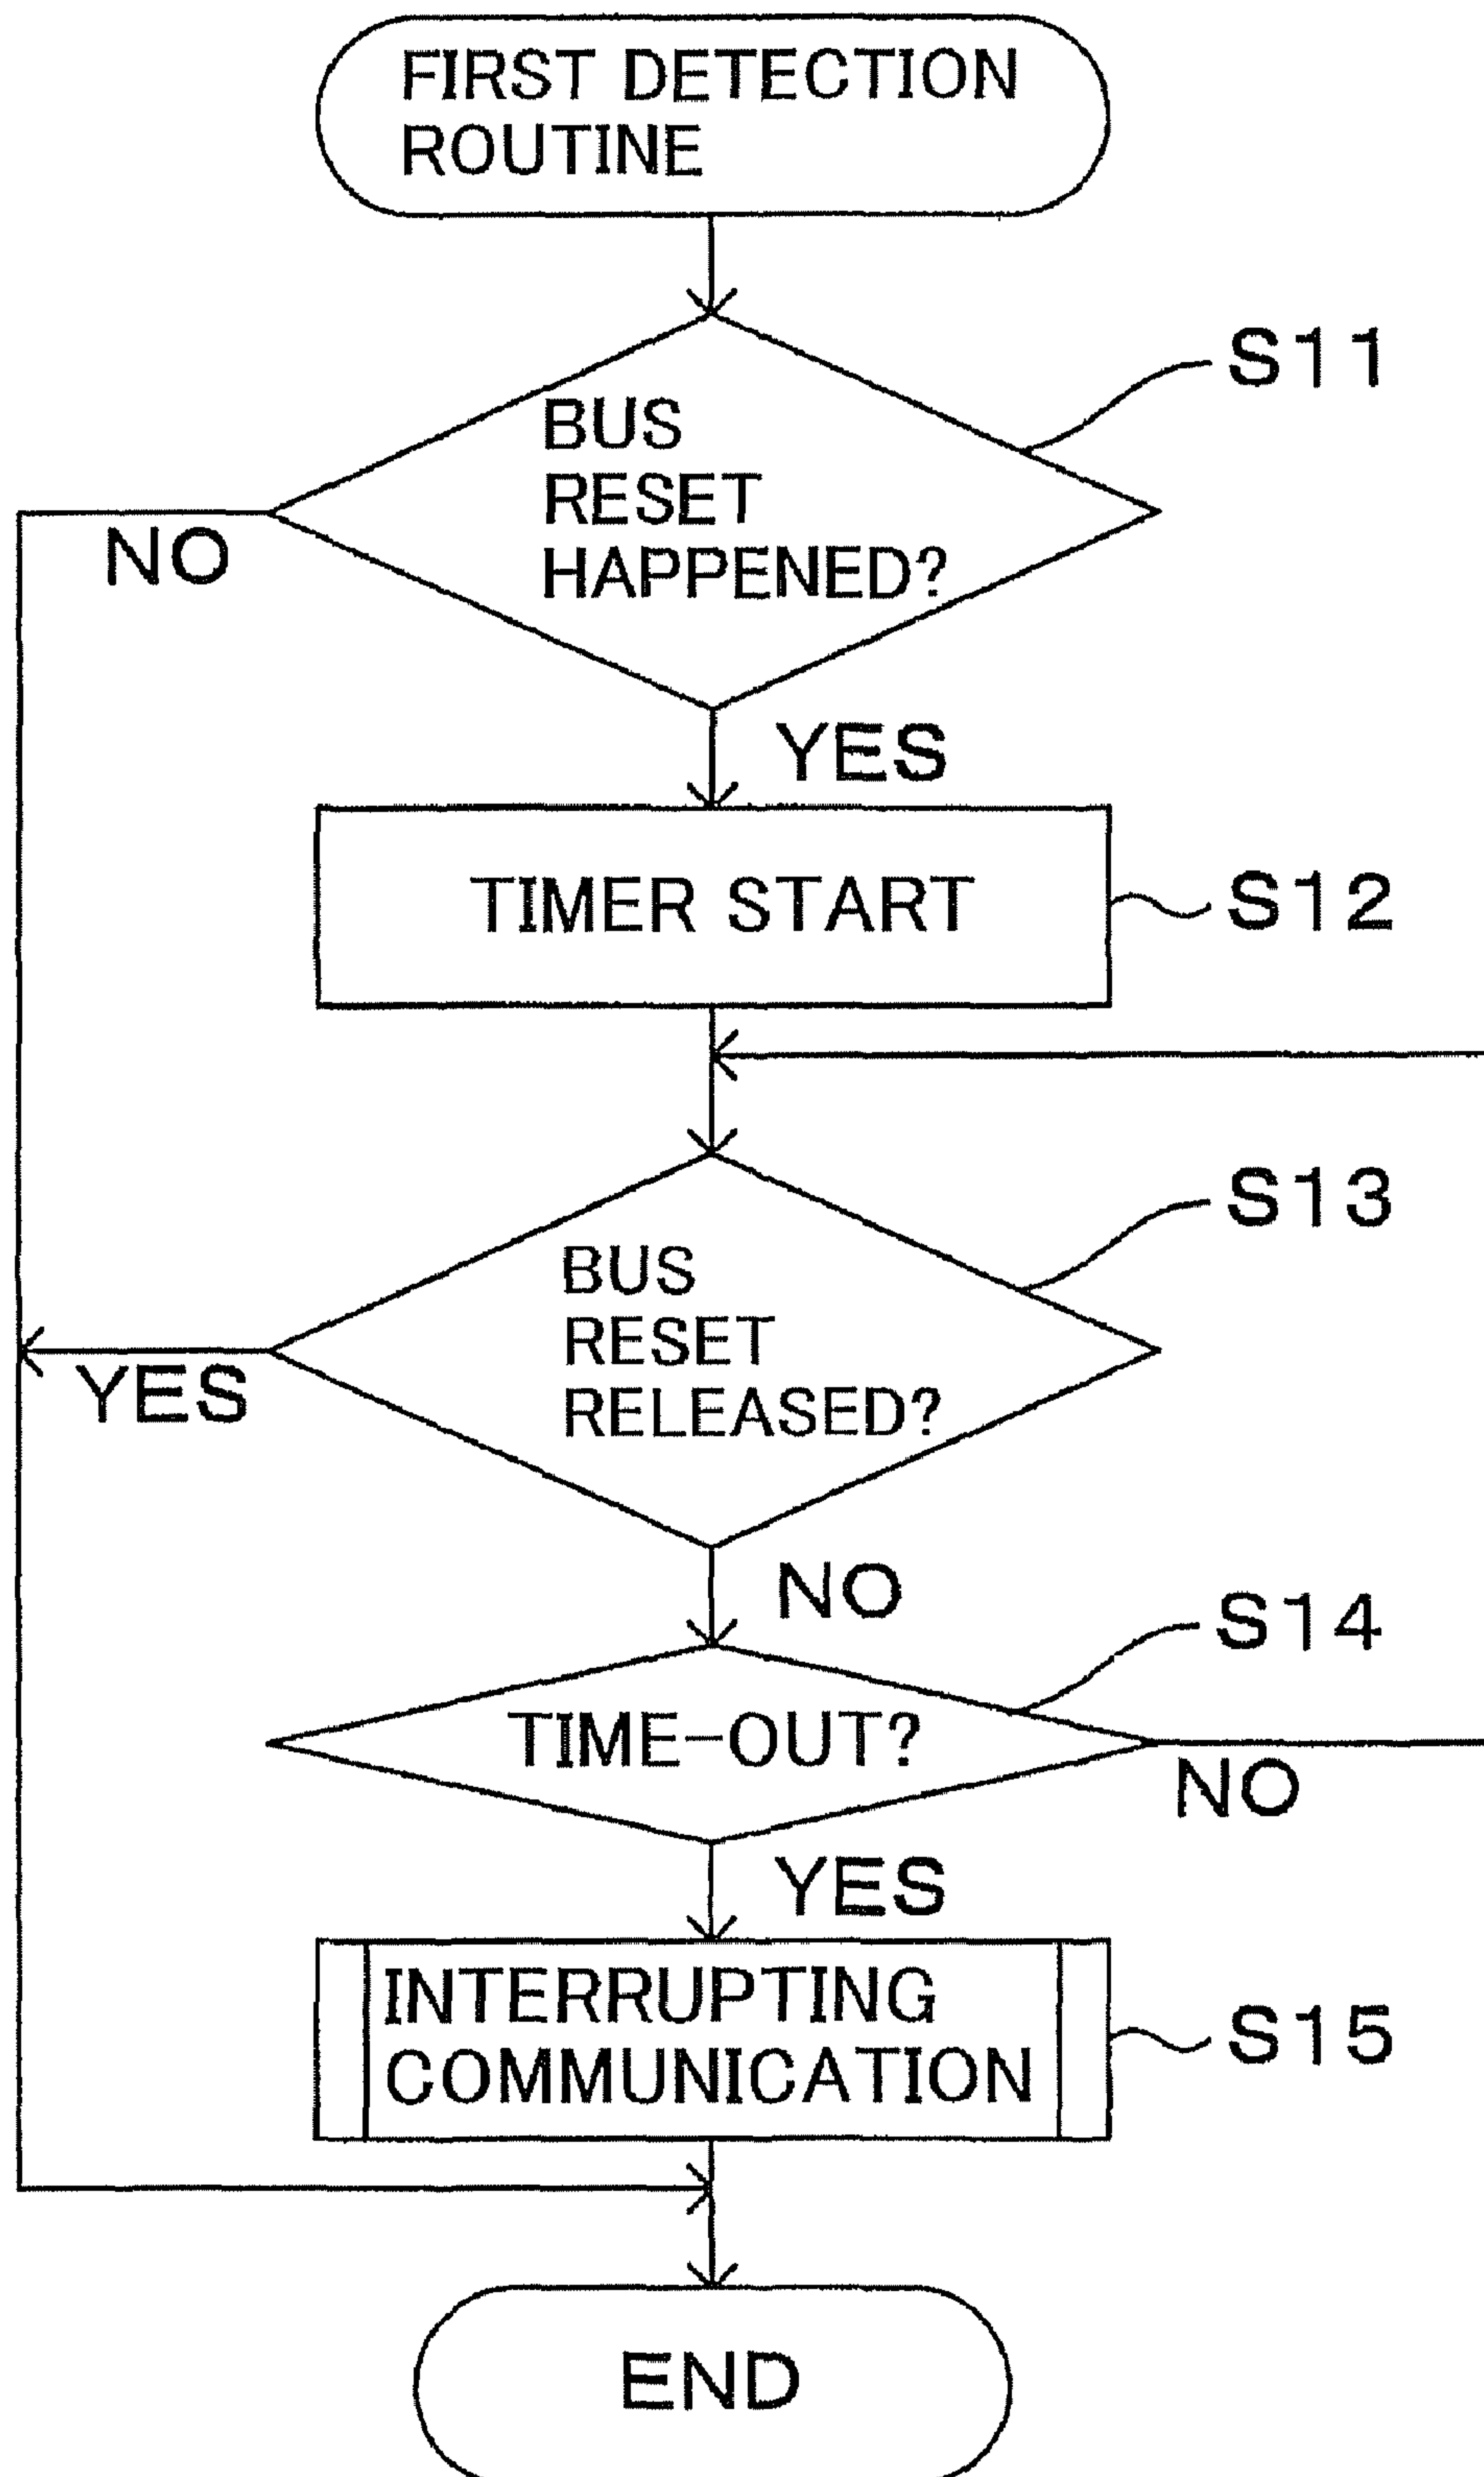 FIRST DETECTION
ROUTINE
S11
BUS
RESET
HAPPENED?
NO
YES
TIMER START
S12
S13
BUS
RESET
RELEASED?
YES
NO
S14
TIME-OUT?
NO
YES
INTERRUPTING
COMMUNICATION
S15
END